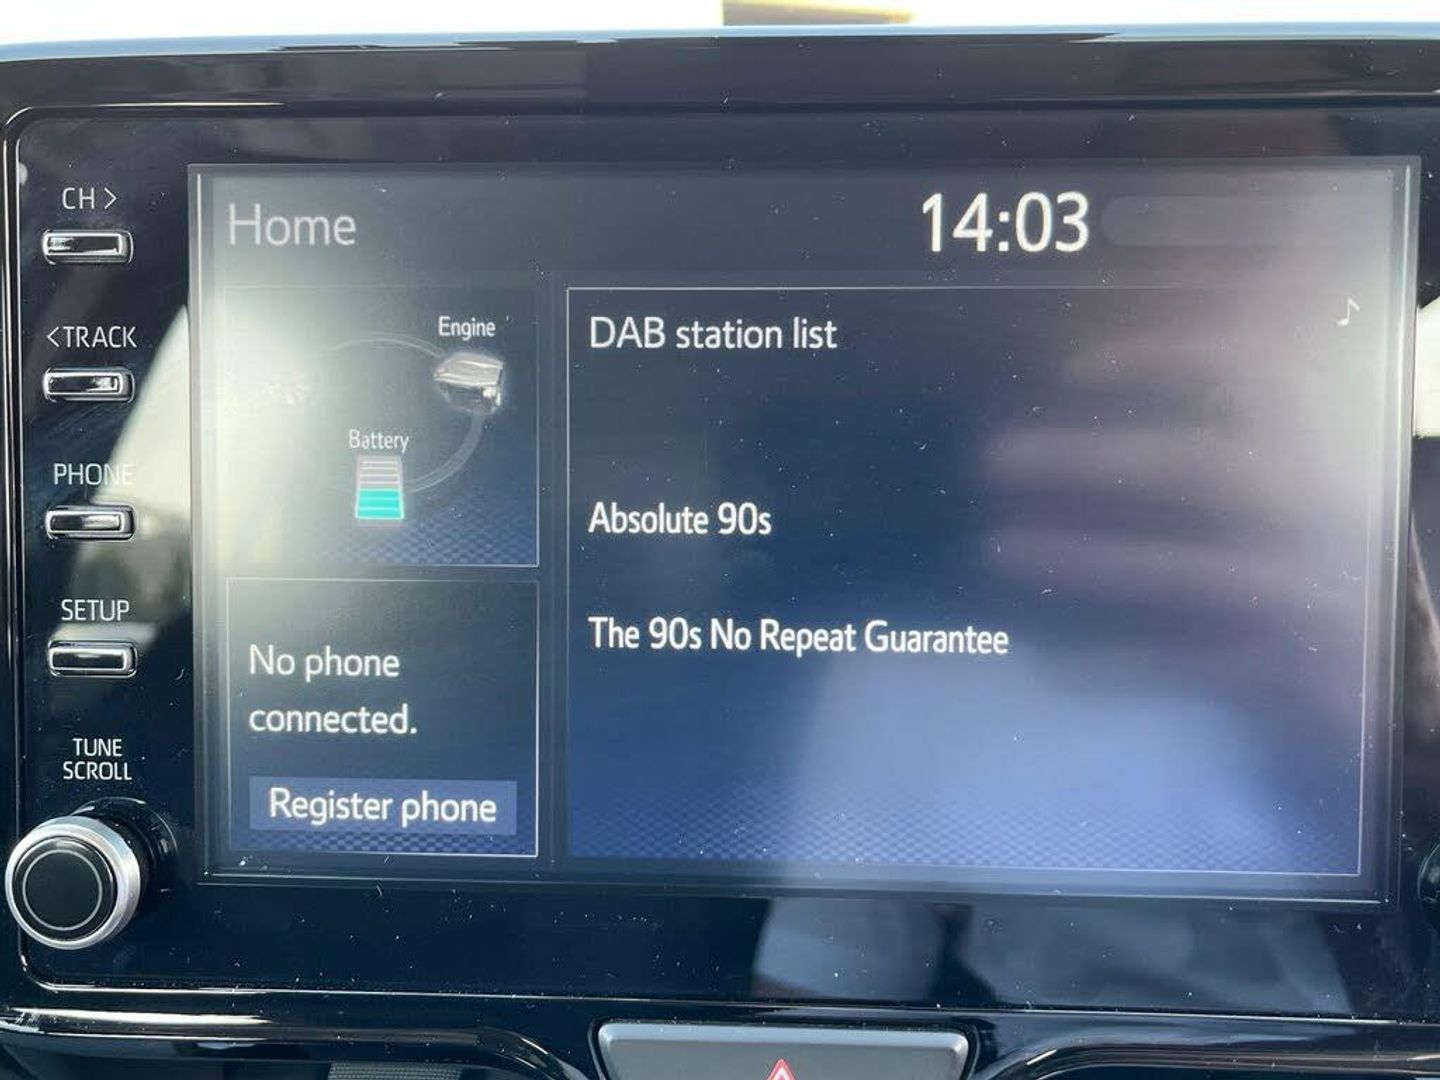 CH >
Home
14:03
< TRACK
Engine
DAB station list
Battery
PHONE
Absolute 90s
SETUP
The 90s No Repeat Guarantee
No phone
connected.
TUNE
SCROLL
Register phone